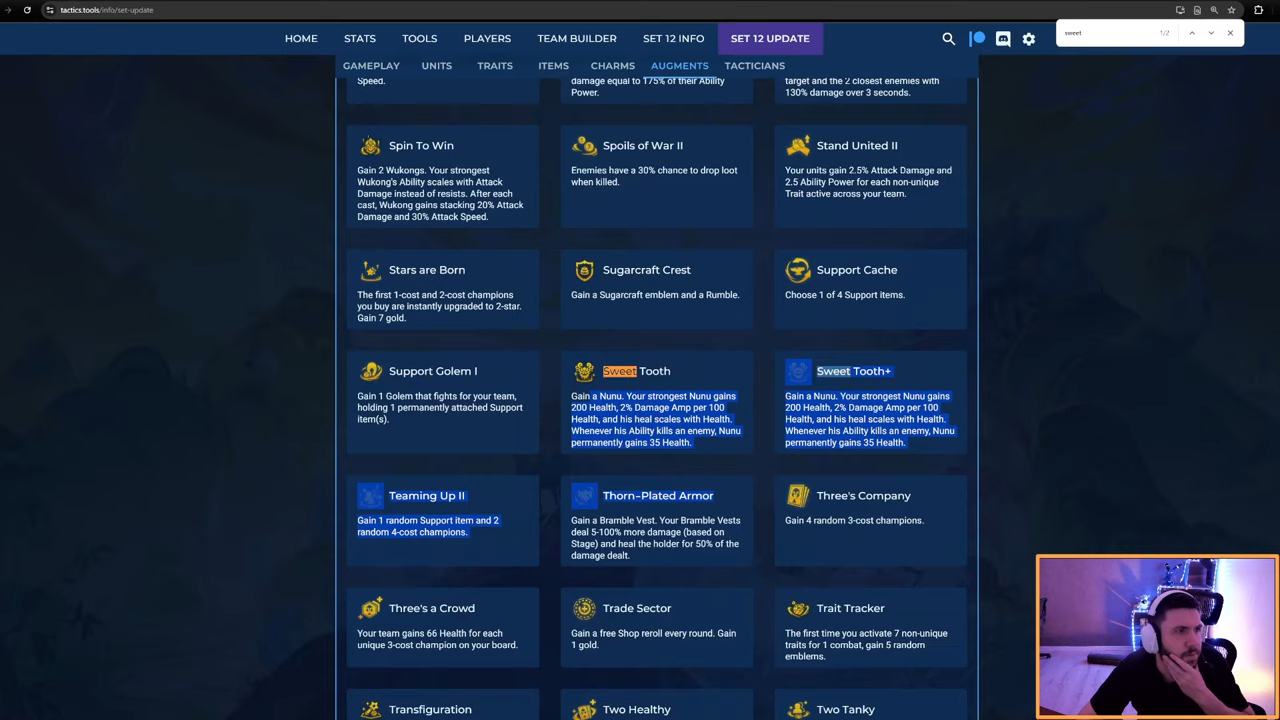 tactics.tools/info/set-update
sweet
1/2
HOME
STATS
TOOLS
PLAYERS
TEAM BUILDER
SET 12 INFO
SET 12 UPDATE
GAMEPLAY
UNITS
TRAITS
ITEMS
CHARMS
AUGMENTS
TACTICIANS
Speed.
damage equal to 175% of their Ability
Power.
target and the 2 closest enemies with
130% damage over 3 seconds.
Spin To Win
Gain 2 Wukongs. Your strongest
Wukong's Ability scales with Attack
Damage instead of resists. After each
cast, Wukong gains stacking 20% Attack
Damage and 30% Attack Speed.
Spoils of War II
Enemies have a 30% chance to drop loot
when killed.
Stand United II
Your units gain 2.5% Attack Damage and
2.5 Ability Power for each non-unique
Trait active across your team.
Stars are Born
The first 1-cost and 2-cost champions
you buy are instantly upgraded to 2-star.
Gain 7 gold.
Sugarcraft Crest
Gain a Sugarcraft emblem and a Rumble.
Support Cache
Choose 1 of 4 Support items.
Support Golem I
Gain 1 Golem that fights for your team,
holding 1 permanently attached Support
item(s).
Sweet Tooth
Gain a Nunu. Your strongest Nunu gains
200 Health, 2% Damage Amp per 100
Health, and his heal scales with Health.
Whenever his Ability kills an enemy, Nunu
permanently gains 35 Health.
Sweet Tooth+
Gain a Nunu. Your strongest Nunu gains
200 Health, 2% Damage Amp per 100
Health, and his heal scales with Health.
Whenever his Ability kills an enemy, Nunu
permanently gains 35 Health.
Teaming Up II
Gain 1 random Support item and 2
random 4-cost champions.
Thorn-Plated Armor
Gain a Bramble Vest. Your Bramble Vests
deal 5-100% more damage (based on
Stage) and heal the holder for 50% of the
damage dealt.
Three's Company
Gain 4 random 3-cost champions.
Three's a Crowd
Your team gains 66 Health for each
unique 3-cost champion on your board.
Trade Sector
Gain a free Shop reroll every round. Gain
1 gold.
Trait Tracker
The first time you activate 7 non-unique
traits for 1 combat, gain 5 random
emblems.
Transfiguration
Two Healthy
Two Tanky